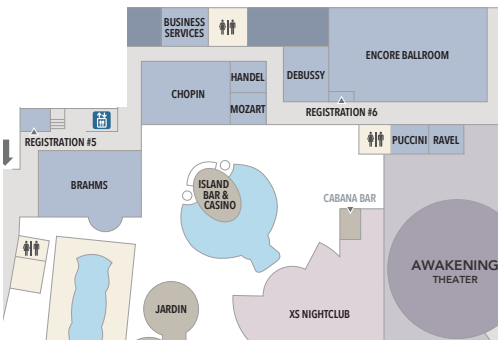 BUSINESS
SERVICES
ENCORE BALLROOM
HANDEL
DEBUSSY
CHOPIN
MOZART
REGISTRATION #6
REGISTRATION #5
PUCCINI
RAVEL
BRAHMS
ISLAND
BAR &
CASINO
CABANA BAR
AWAKENING
THEATER
JARDIN
XS NIGHTCLUB